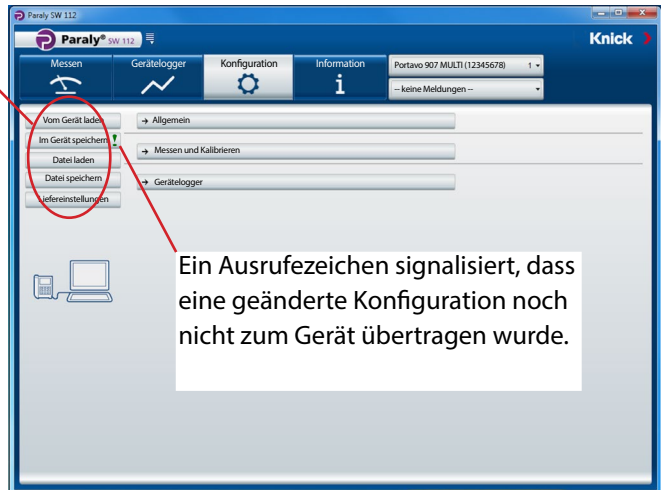 Paraly SW 112
Paraly® SW 112
Knick >
Messen
Gerätelogger
Konfiguration
Information
i
Portavo 907 MULTI (12345678) 1
-- keine Meldungen --
Vom Gerät laden
→ Allgemein
Im Gerät speichern !
→ Messen und Kalibrieren
Datei laden
Datei speichern
→ Gerätelogger
Liefereinstellungen
Ein Ausrufezeichen signalisiert, dass
eine geänderte Konfiguration noch
nicht zum Gerät übertragen wurde.